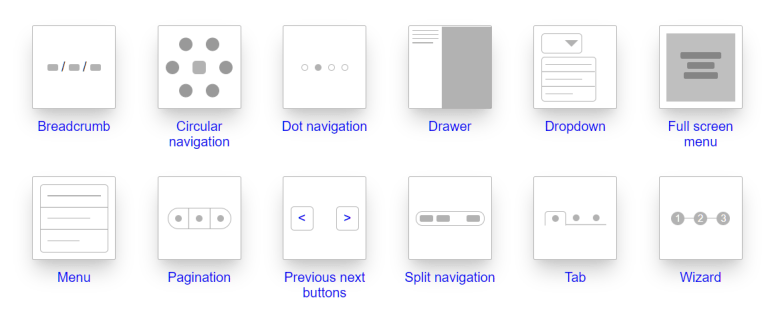 / /
Breadcrumb
Circular
navigation
Dot navigation
Drawer
Dropdown
Full screen
menu
< >
1 2 3
Menu
Pagination
Previous next
buttons
Split navigation
Tab
Wizard